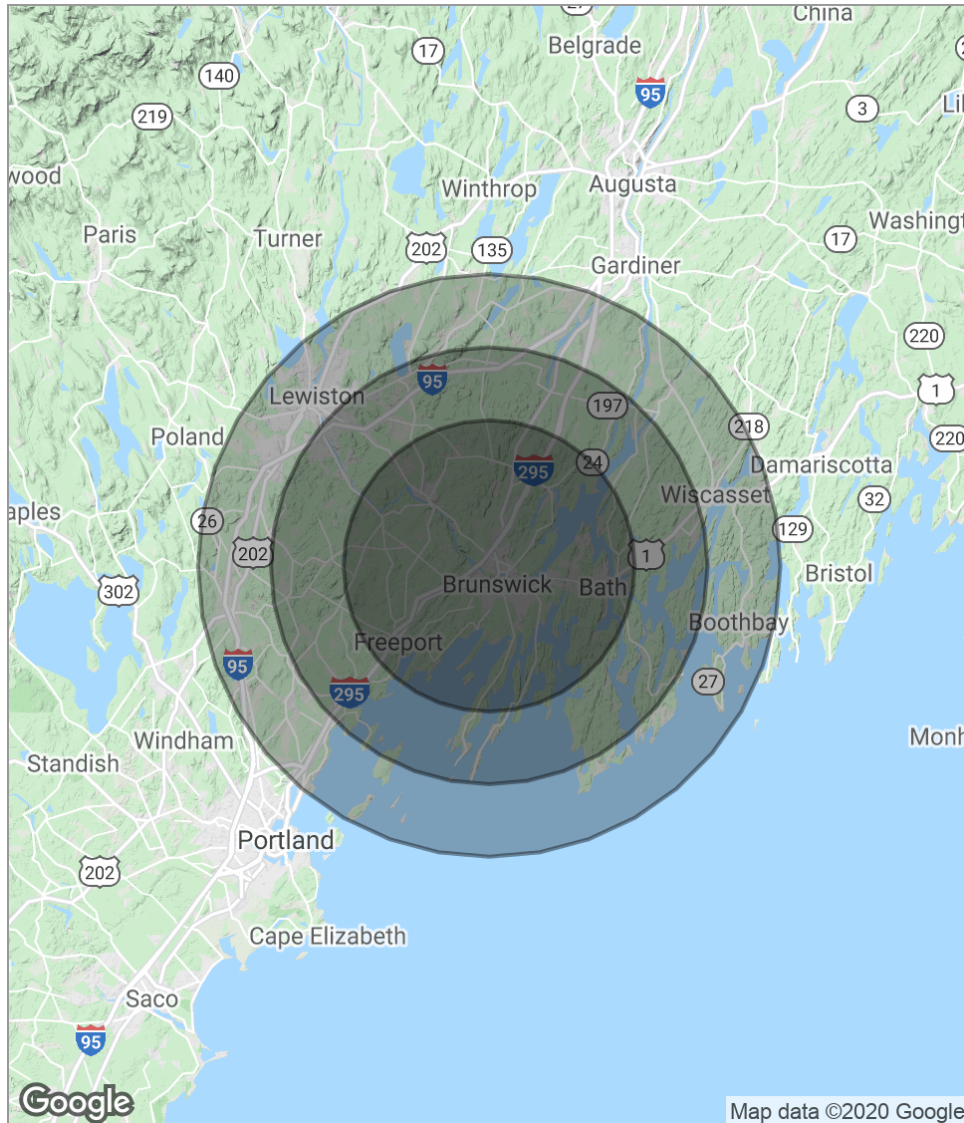 27
China
17
Belgrade
2
140
95
219
3
Lil
wood
Winthrop
Augusta
Paris
Turner
202
135
17
Washingt
Gardiner
220
95
1
Lewiston
197
218
Poland
220
295
24
Damariscotta
Wiscasset
32
aples
26
129
202
1
302
Brunswick
Bath
Bristol
Freeport
Boothbay
95
295
27
Windham
Monh
Standish
Portland
202
Cape Elizabeth
Saco
95
Google
Map data ©2020 Google